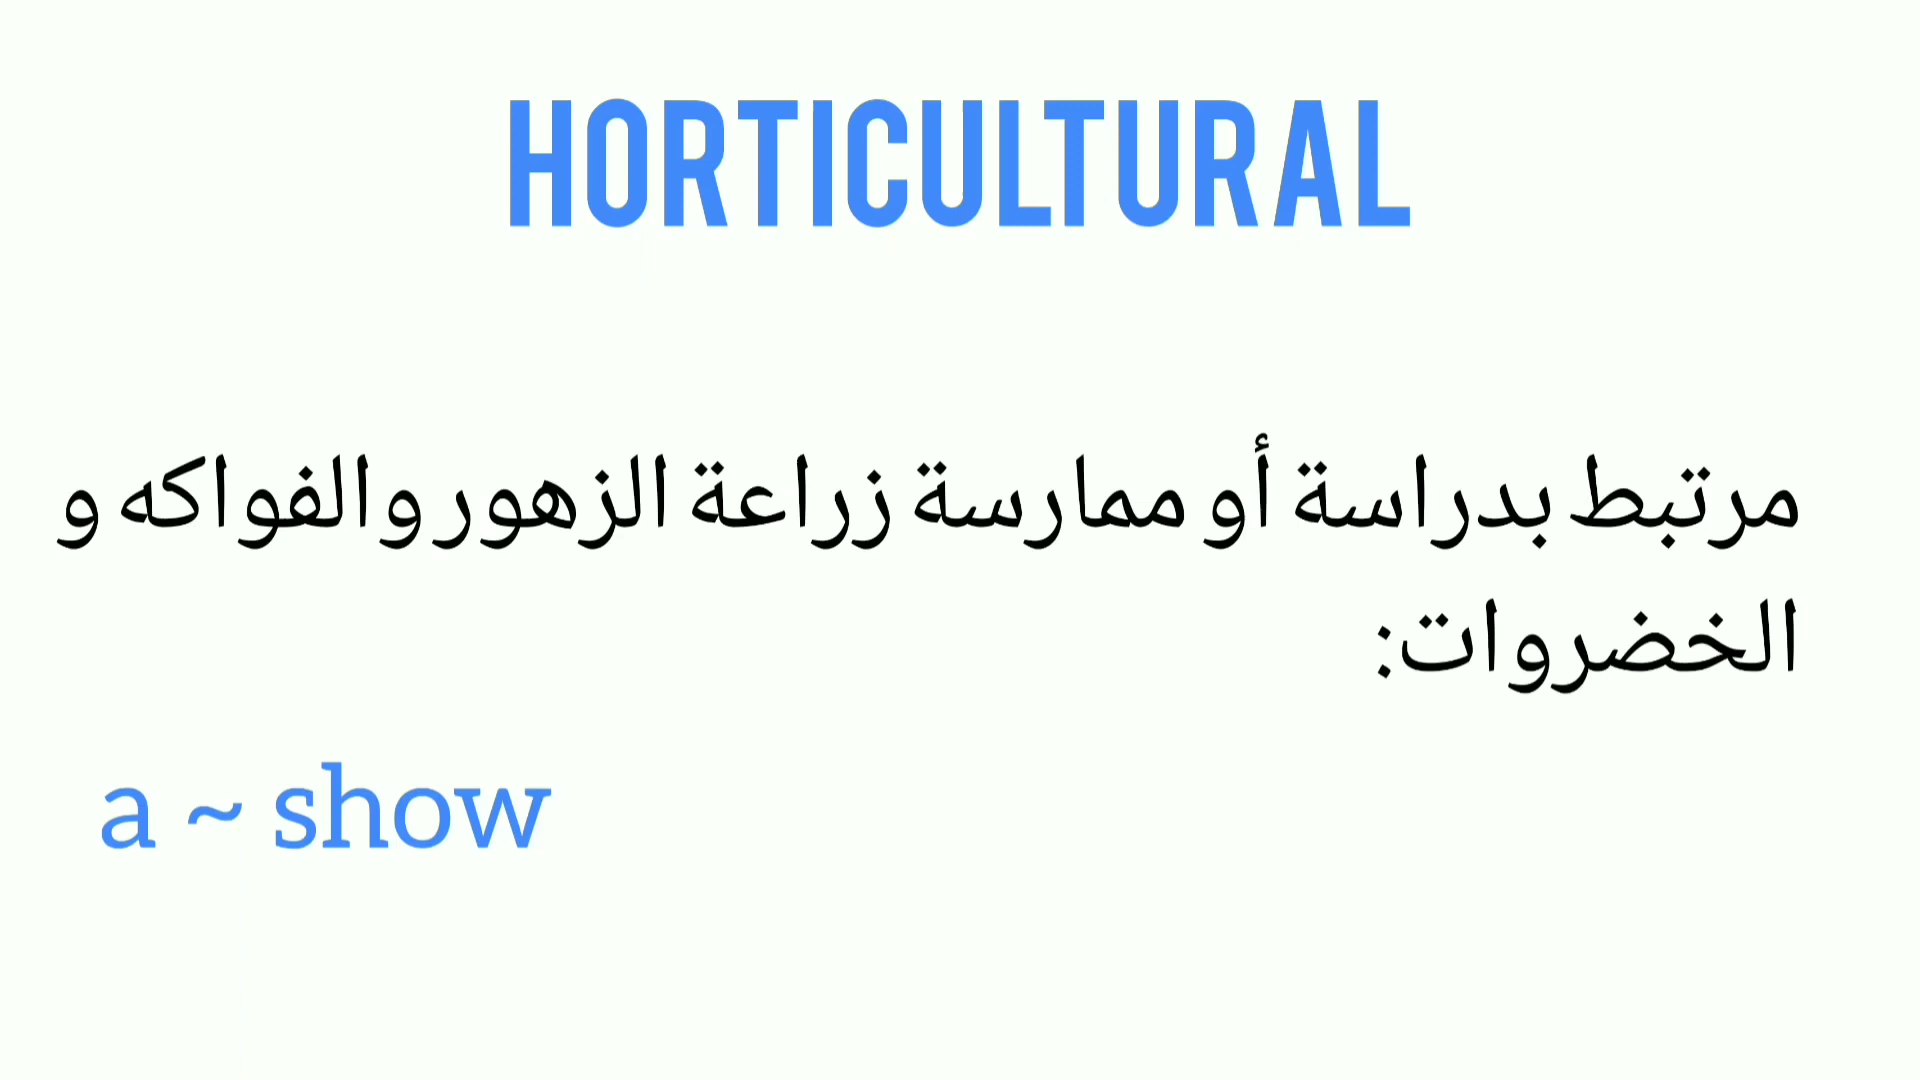 HORTICULTURAL
مرتبط بدراسة أو ممارسة زراعة الزهور والفواكه و
الخضروات:
a ~ show